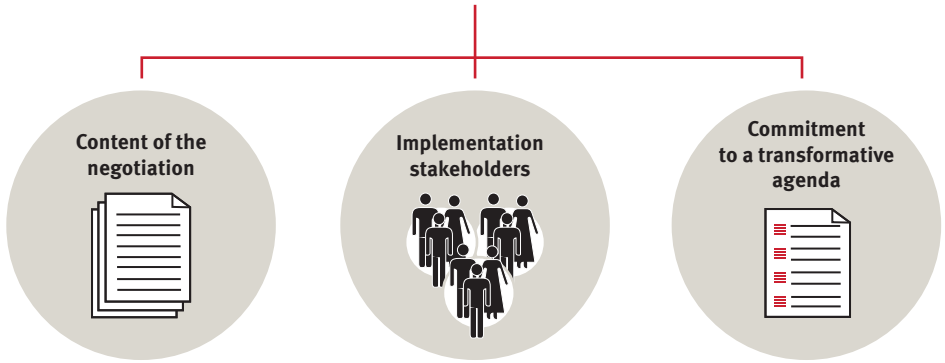 Content of the
negotiation
Implementation
stakeholders
Commitment
to a transformative
agenda